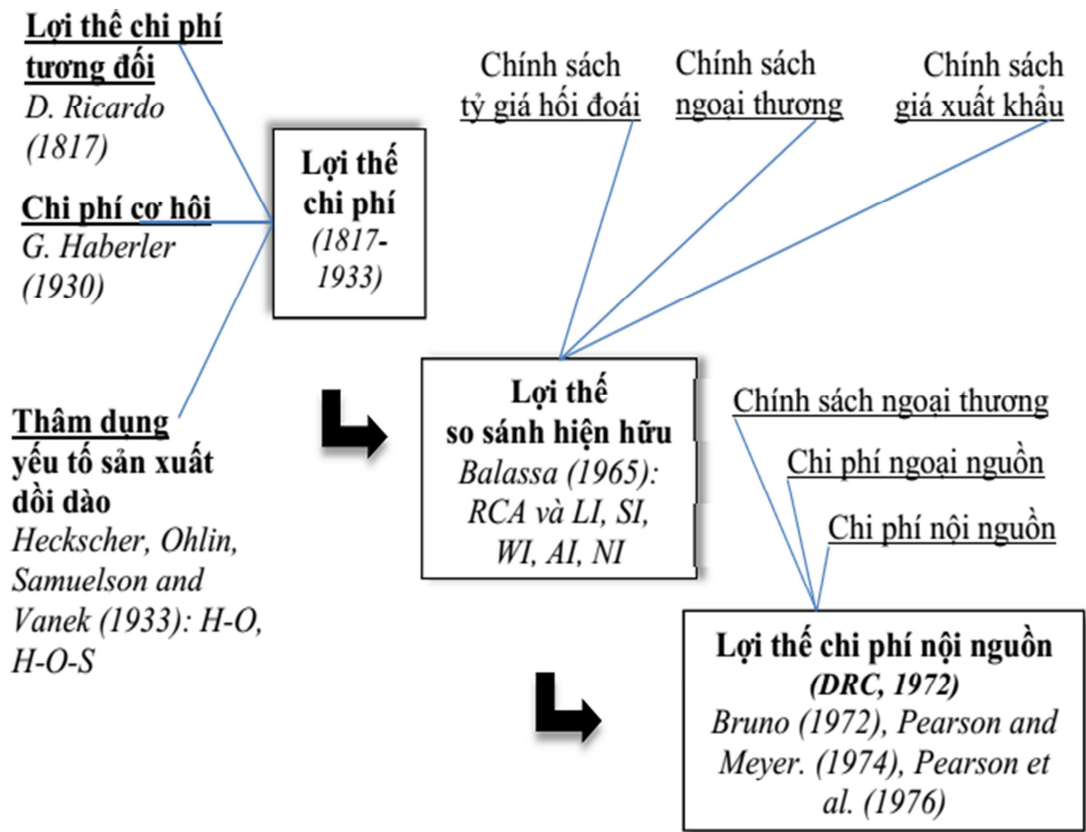 Lợi thế chi phí
tương đối
D. Ricardo
(1817)
Chi phí cơ hội
G. Haberler
(1930)
Thâm dụng
yếu tố sản xuất
dồi dào
Heckscher, Ohlin,
Samuelson and
Vanek (1933): H-O,
H-O-S
Lợi thế
chi phí
(1817-
1933)
Chính sách
tỷ giá hối đoái
Chính sách
ngoại thương
Chính sách
giá xuất khẩu
Lợi thế
so sánh hiện hữu
Balassa (1965):
RCA và LI, SI,
WI, AI, NI
Chính sách ngoại thương
Chi phí ngoại nguồn
Chi phí nội nguồn
Lợi thế chi phí nội nguồn
(DRC, 1972)
Bruno (1972), Pearson and
Meyer. (1974), Pearson et
al. (1976)